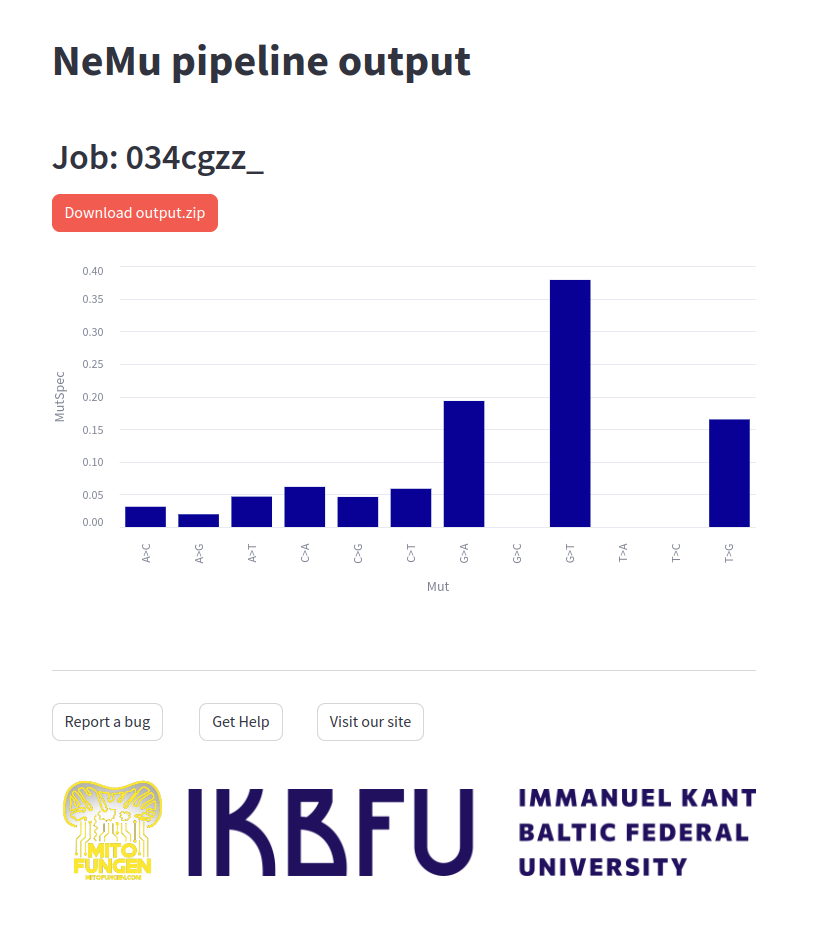 NeMu pipeline output
Job: 034cgzz_
Download output.zip
0.40
0.35
0.30
0.25
0.20
0.15
0.10
0.05
0.00
MutSpec
A>C
A>G
A>T
C>A
C>G
C>T
G>A
G>C
G>T
T>A
T>C
T>G
Mut
Report a bug
Get Help
Visit our site
MITO
FUNGEN
MITOFUNGEN.COM
IKBFU
IMMANUEL KANT
BALTIC FEDERAL
UNIVERSITY